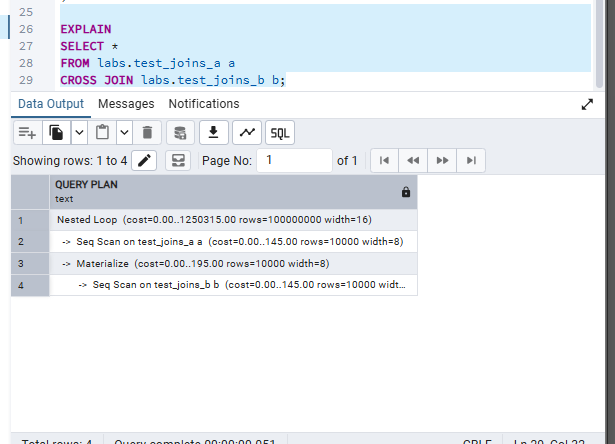 25
26 EXPLAIN
27 SELECT *
28 FROM labs.test_joins_a a
29 CROSS JOIN labs.test_joins_b b;
Data Output Messages Notifications
SQL
Showing rows: 1 to 4 Page No: 1 of 1
QUERY PLAN
text
1 Nested Loop (cost=0.00..1250315.00 rows=100000000 width=16)
2 -> Seq Scan on test_joins_a a (cost=0.00..145.00 rows=10000 width=8)
3 -> Materialize (cost=0.00..195.00 rows=10000 width=8)
4 -> Seq Scan on test_joins_b b (cost=0.00..145.00 rows=10000 widt...
Total rows: 4 Query complete 00:00:00.051 CRLF Ln 29, Col 32